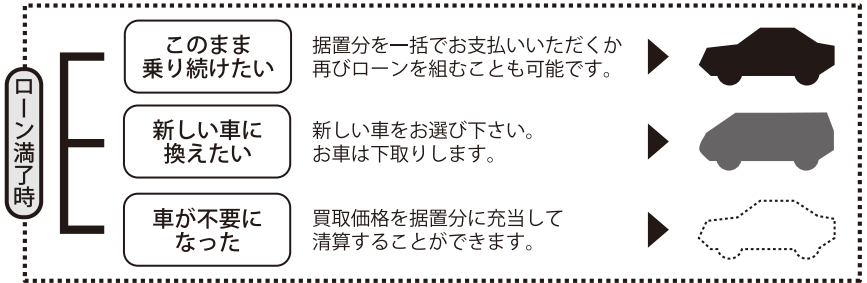 ローン満了時
このまま
乗り続けたい
据置分を一括でお支払いいただくか
再びローンを組むことも可能です。
新しい車に
換えたい
新しい車をお選び下さい。
お車は下取りします。
車が不要に
なった
買取価格を据置分に充当して
清算することができます。